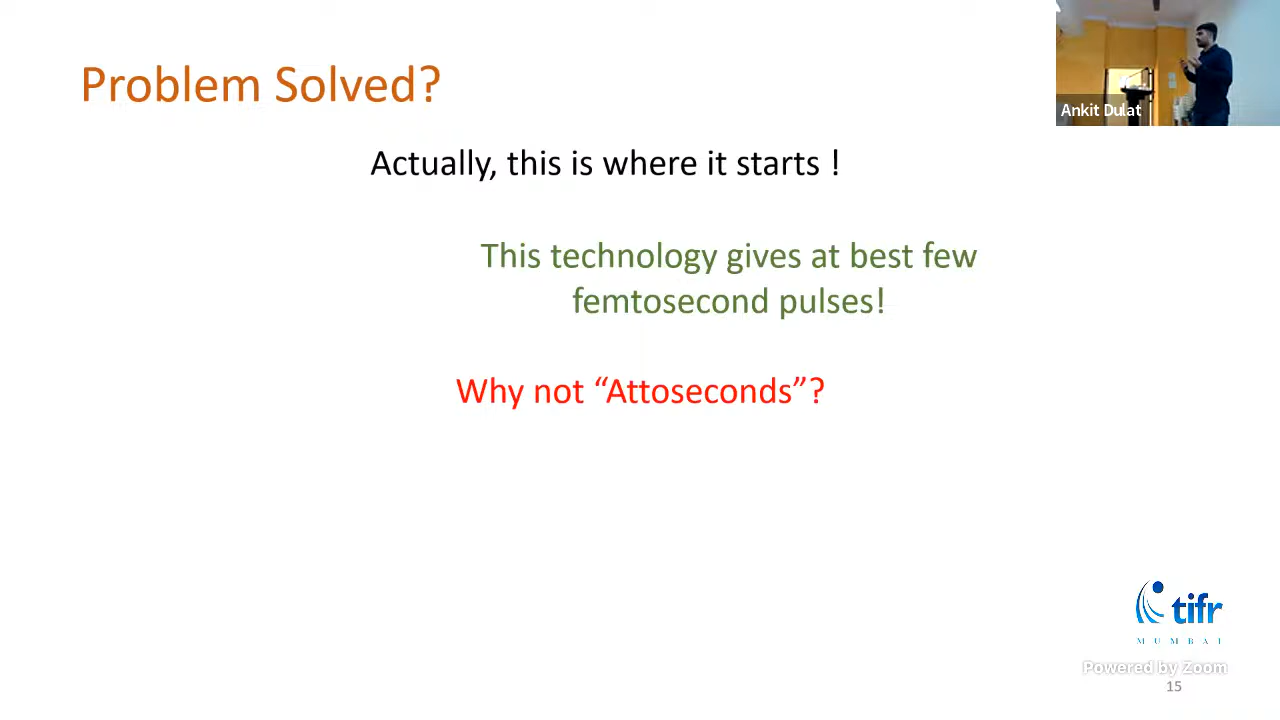 Problem Solved?
Ankit Dulat
Actually, this is where it starts !
This technology gives at best few
femtosecond pulses!
Why not “Attoseconds”?
tifr
MUMBAI
Powered by Zoom
15